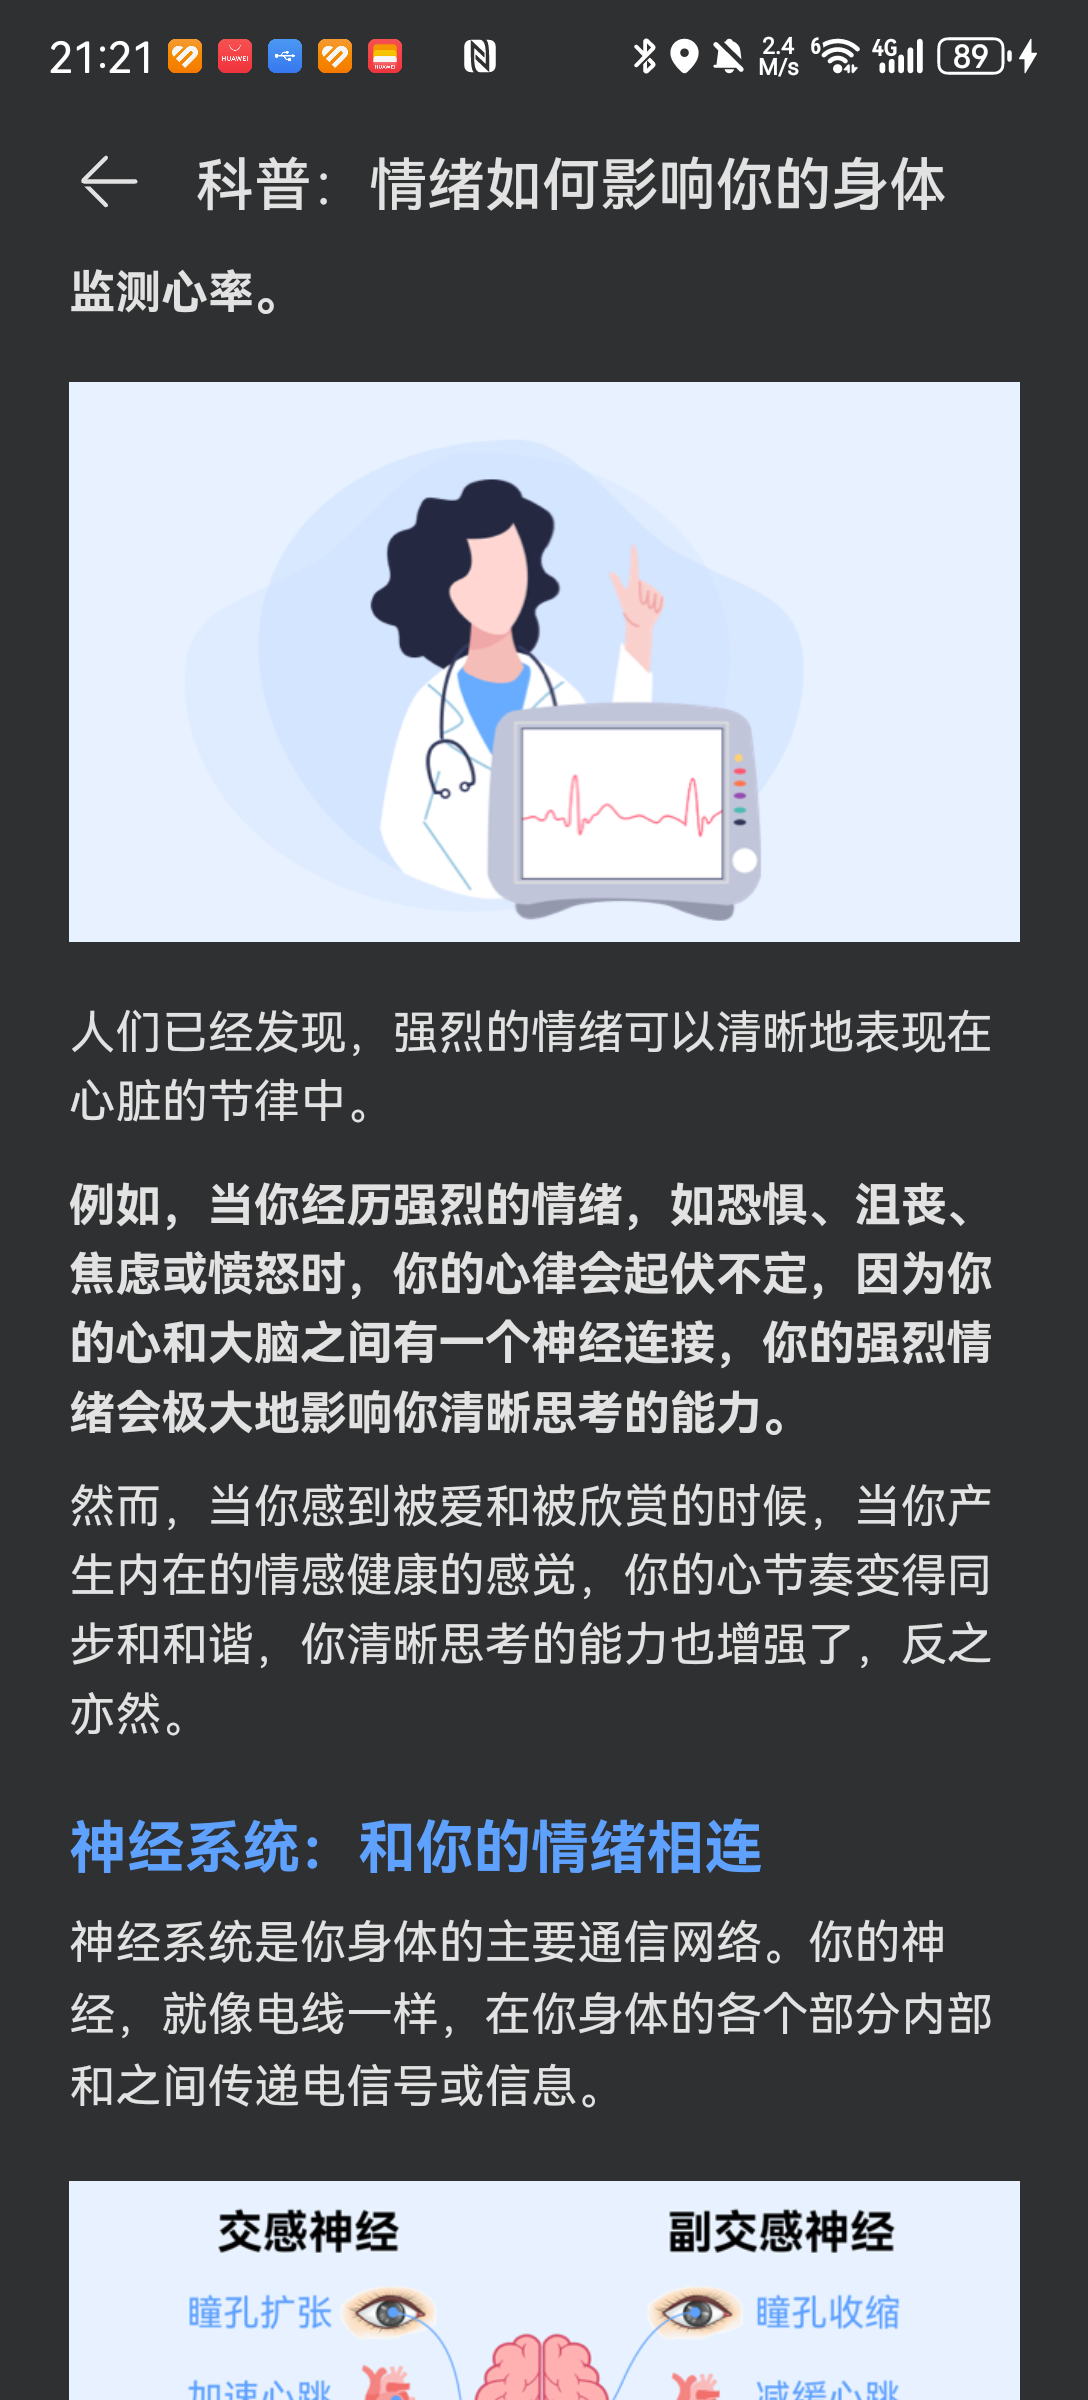 21:21
HUAWEI
HUAWEI
2.4
M/s
6
4G
89
科普：情绪如何影响你的身体
监测心率。
人们已经发现，强烈的情绪可以清晰地表现在
心脏的节律中。
例如，当你经历强烈的情绪，如恐惧、沮丧、
焦虑或愤怒时，你的心律会起伏不定，因为你
的心和大脑之间有一个神经连接，你的强烈情
绪会极大地影响你清晰思考的能力。
然而，当你感到被爱和被欣赏的时候，当你产
生内在的情感健康的感觉，你的心节奏变得同
步和和谐，你清晰思考的能力也增强了，反之
亦然。
神经系统：和你的情绪相连
神经系统是你身体的主要通信网络。你的神
经，就像电线一样，在你身体的各个部分内部
和之间传递电信号或信息。
交感神经
副交感神经
瞳孔扩张
瞳孔收缩
加速心跳
减缓心跳